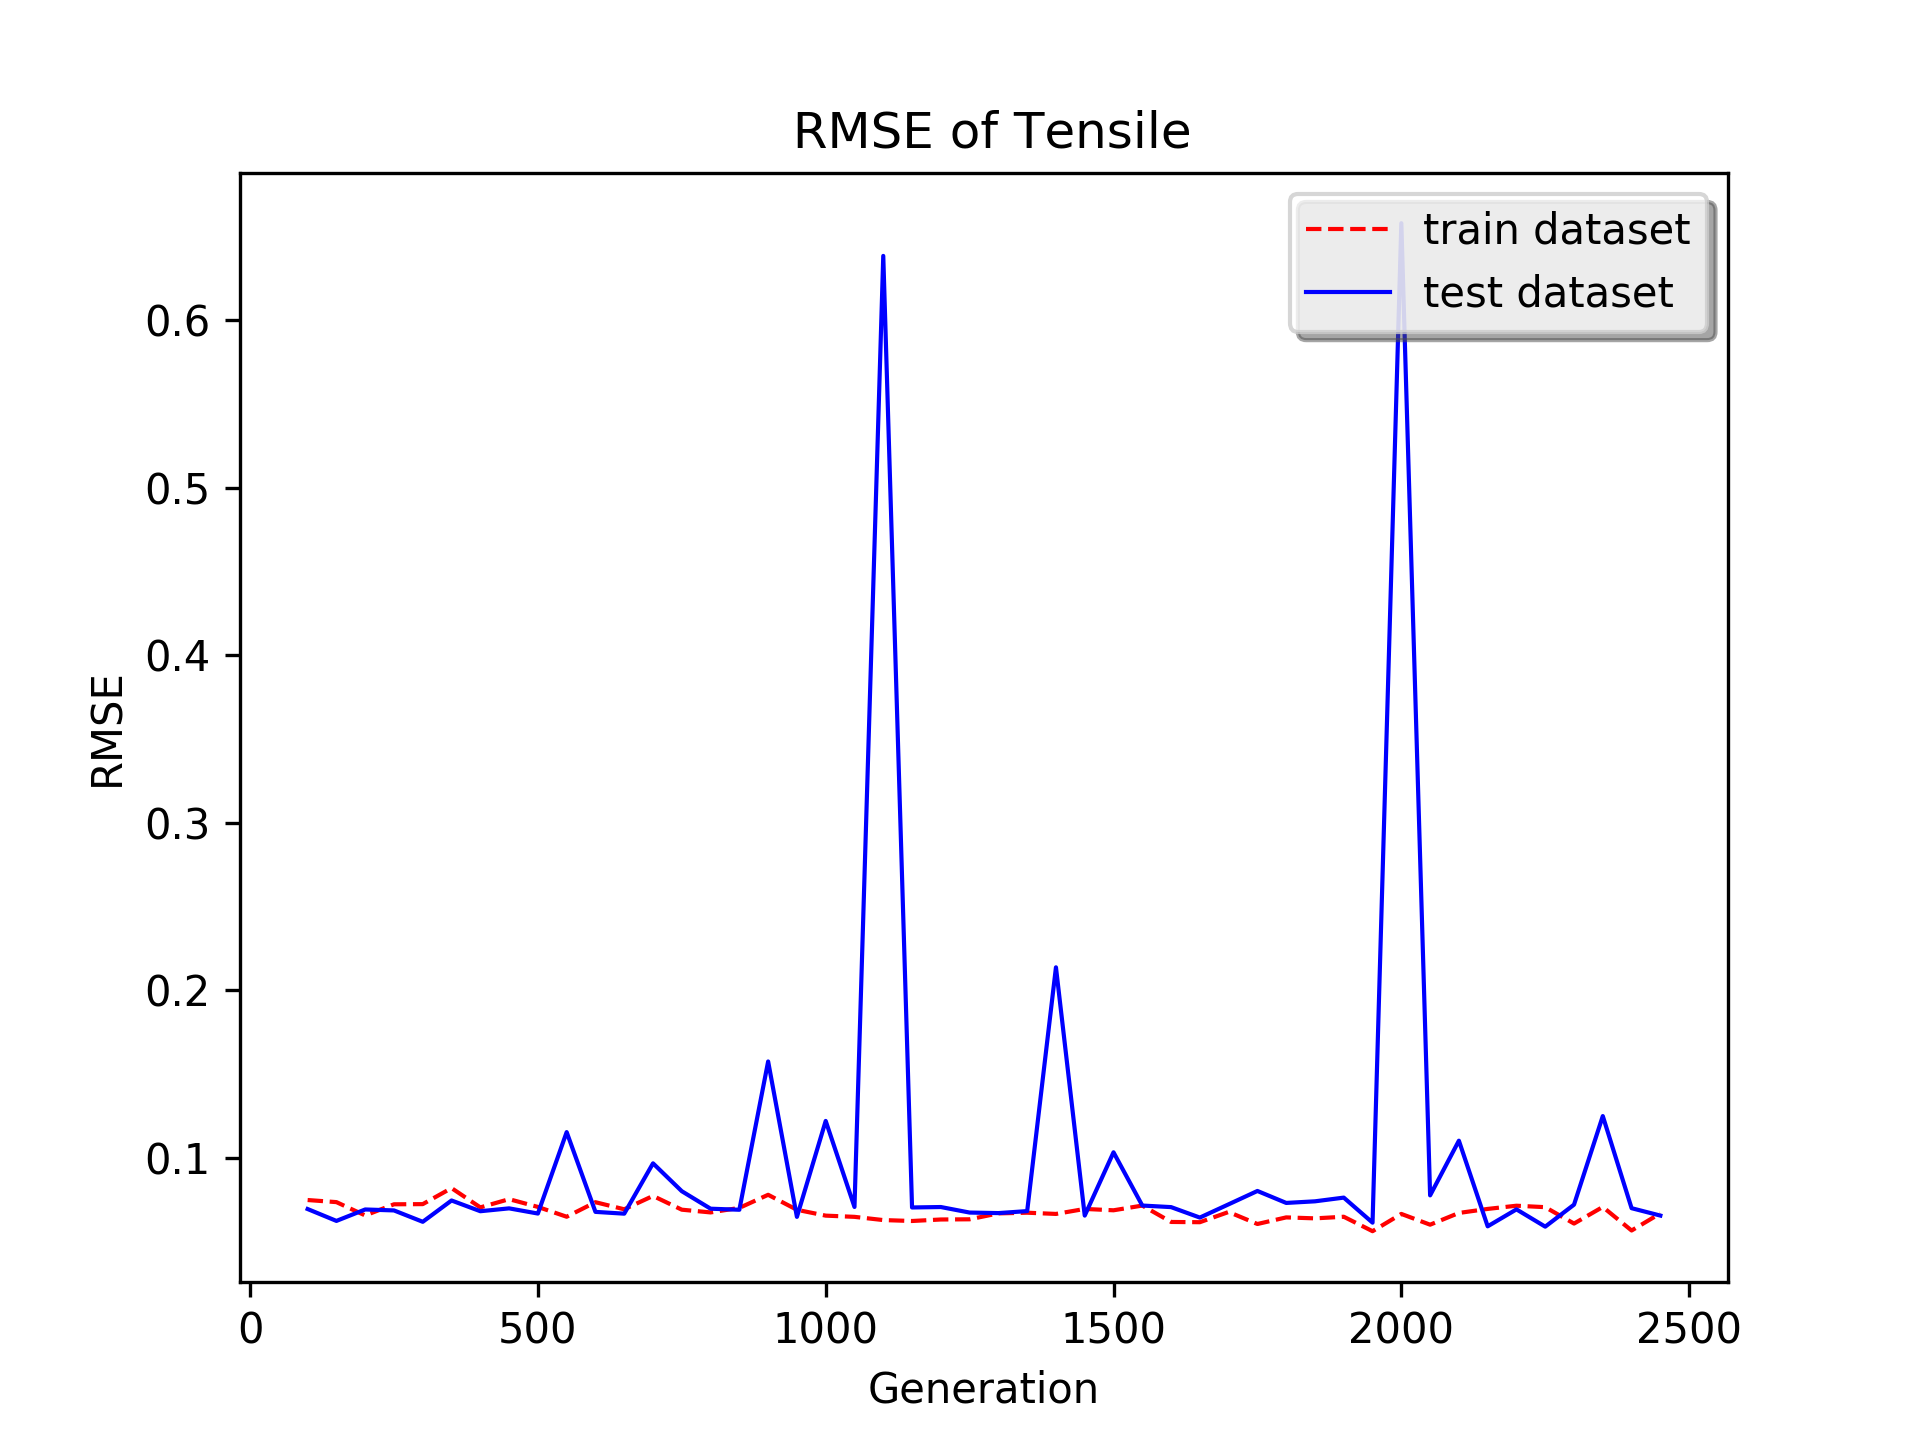 RMSE of Tensile
train dataset
test dataset
0.6
0.5
0.4
0.3
0.2
0.1
RMSE
0 500 1000 1500 2000 2500
Generation